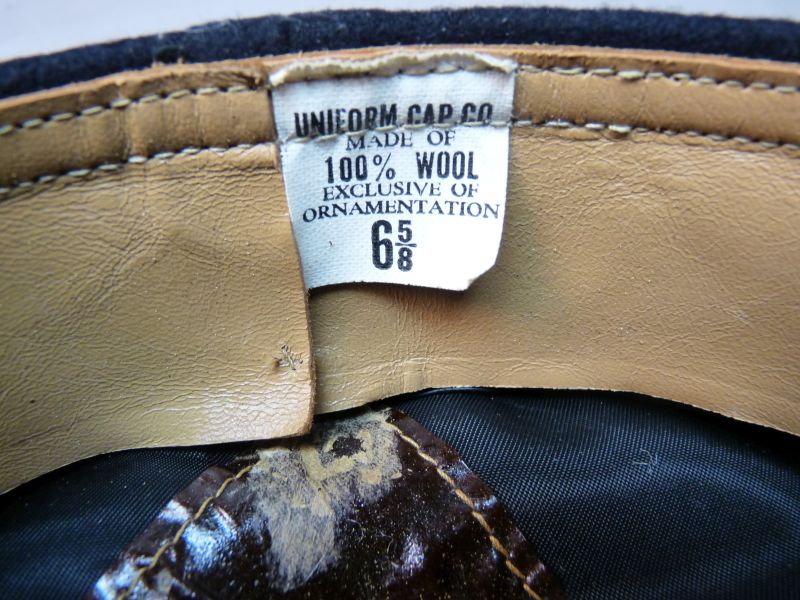 UNIFORM CAP CO.
MADE OF
100% WOOL
EXCLUSIVE OF
ORNAMENTATION
6 5/8